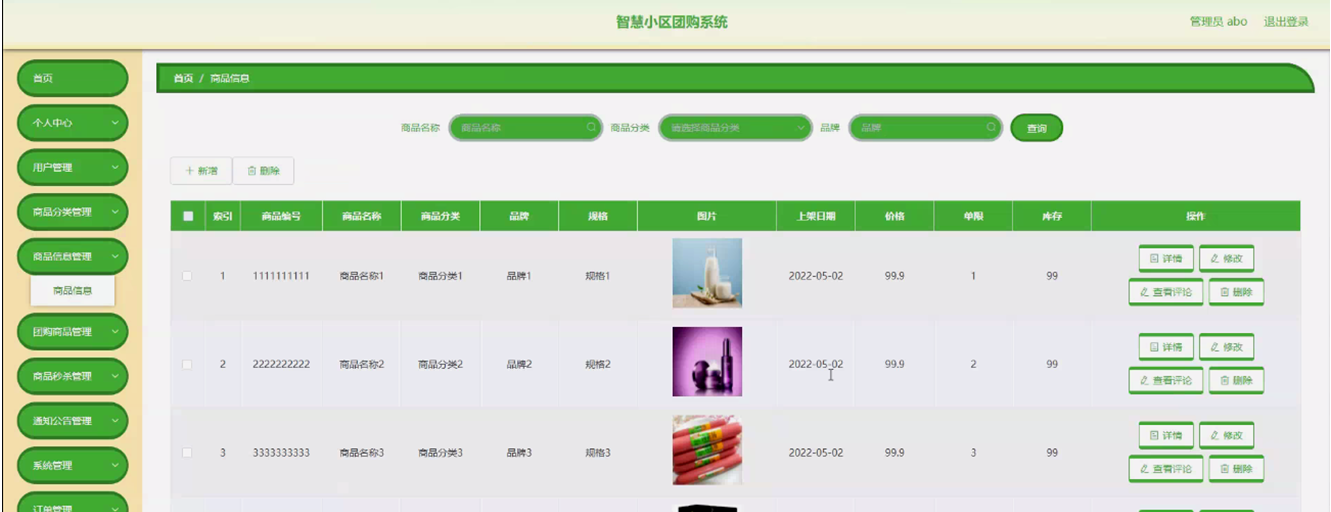 智慧小区团购系统
管理员 abo 退出登录
首页
个人中心
用户管理
商品分类管理
商品信息管理
商品信息
团购商品管理
商品秒杀管理
通知公告管理
系统管理
订单管理
首页 / 商品信息
商品名称 商品名称 商品分类 请选择商品分类 品牌 品牌 查询
新增 删除
索引 商品编号 商品名称 商品分类 品牌 规格 图片 上架日期 价格 单限 库存 操作
1 1111111111 商品名称1 商品分类1 品牌1 规格1 2022-05-02 99.9 1 99
详情 修改
查看评论 删除
2 2222222222 商品名称2 商品分类2 品牌2 规格2 2022-05-02 99.9 2 99
详情 修改
查看评论 删除
3 3333333333 商品名称3 商品分类3 品牌3 规格3 2022-05-02 99.9 3 99
详情 修改
查看评论 删除